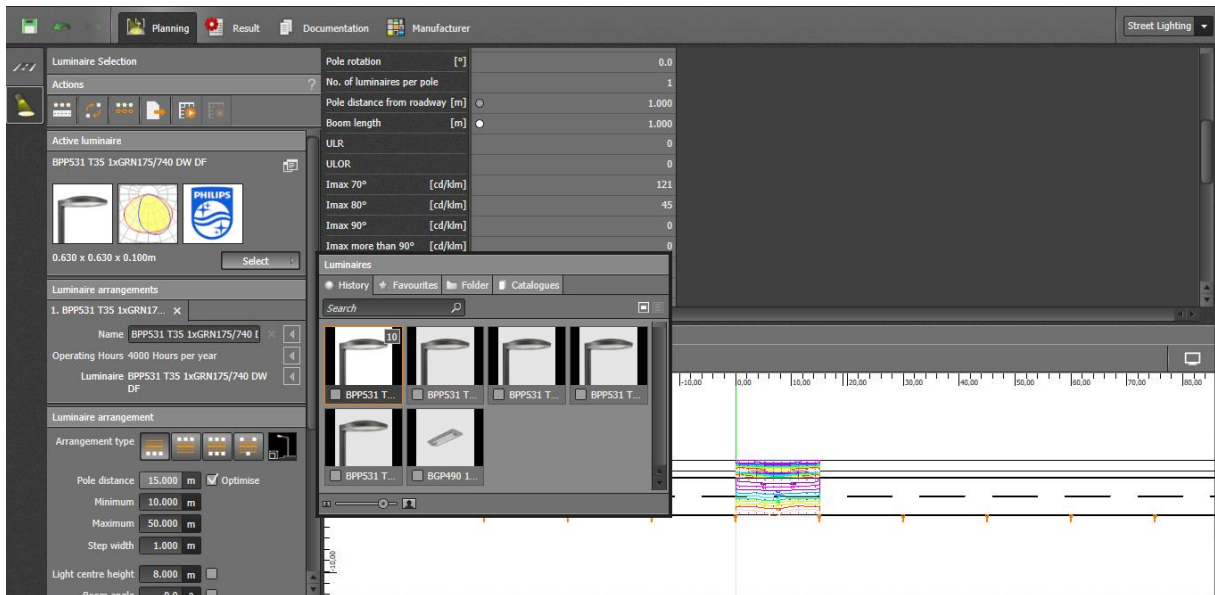 Planning Result Documentation Manufacturer Street Lighting
Luminaire Selection
Actions ?
Active luminaire
BPP531 T35 1xGRN175/740 DW DF
PHILIPS
0.630 x 0.630 x 0.100m Select
Luminaire arrangements
1. BPP531 T35 1xGRN17... ×
Name BPP531 T35 1xGRN175/740 [
Operating Hours 4000 Hours per year
Luminaire BPP531 T35 1xGRN175/740 DW
DF
Luminaire arrangement
Arrangement type
Pole distance 15.000 m Optimise
Minimum 10.000 m
Maximum 50.000 m
Step width 1.000 m
Light centre height 8.000 m
Boom angle 0.0 °
Pole rotation [°] 0.0
No. of luminaires per pole 1
Pole distance from roadway [m] 1.000
Boom length [m] 1.000
ULR 0
ULOR 0
Imax 70° [cd/klm] 121
Imax 80° [cd/klm] 45
Imax 90° [cd/klm] 0
Imax more than 90° [cd/klm] 0
Luminaires
History Favourites Folder Catalogues
Search
10
BPP531 T... BPP531 T... BPP531 T... BPP531 T...
BPP531 T... BGP490 1...
-10,00 0,00 10,00 20,00 30,00 40,00 50,00 60,00 70,00 80,00
-10,00